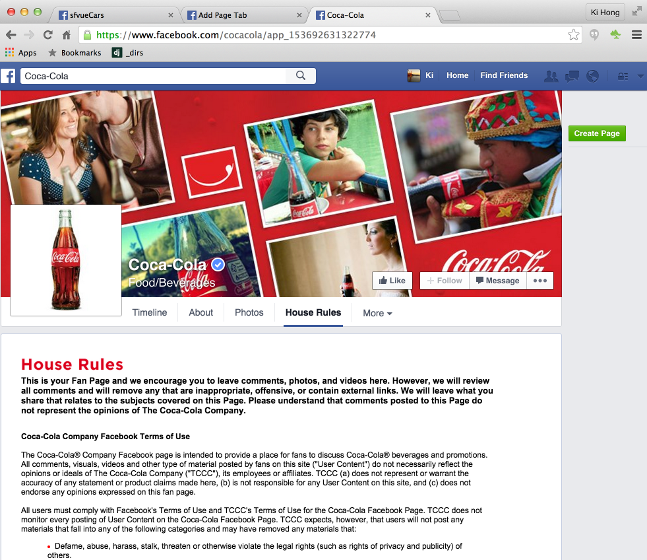 sfvueCars
Add Page Tab
Coca-Cola
Ki Hong
https://www.facebook.com/cocacola/app_153692631322774
Apps
Bookmarks
dj
_dirs
f
Coca-Cola
Ki
Home
Find Friends
Create Page
Coca-Cola
Coca-Cola
Coca-Cola
Food/Beverages
Like
+ Follow
Message
Timeline
About
Photos
House Rules
More
House Rules
This is your Fan Page and we encourage you to leave comments, photos, and videos here. However, we will review
all comments and will remove any that are inappropriate, offensive, or contain external links. We will leave what you
share that relates to the subjects covered on this Page. Please understand that comments posted to this Page do
not represent the opinions of The Coca-Cola Company.
Coca-Cola Company Facebook Terms of Use
The Coca-Cola® Company Facebook page is intended to provide a place for fans to discuss Coca-Cola® beverages and promotions.
All comments, visuals, videos and other type of material posted by fans on this site ("User Content") do not necessarily reflect the
opinions or ideals of The Coca-Cola Company ("TCCC"), its employees or affiliates. TCCC (a) does not represent or warrant the
accuracy of any statement or product claims made here, (b) is not responsible for any User Content on this site, and (c) does not
endorse any opinions expressed on this fan page.
All users must comply with Facebook's Terms of Use and TCCC's Terms of Use for the Coca-Cola Facebook Page. TCCC does not
monitor every posting of User Content on the Coca-Cola Facebook Page. TCCC expects, however, that users will not post any
materials that fall into any of the following categories and may have removed any materials that:
• Defame, abuse, harass, stalk, threaten or otherwise violate the legal rights (such as rights of privacy and publicity) of
others.